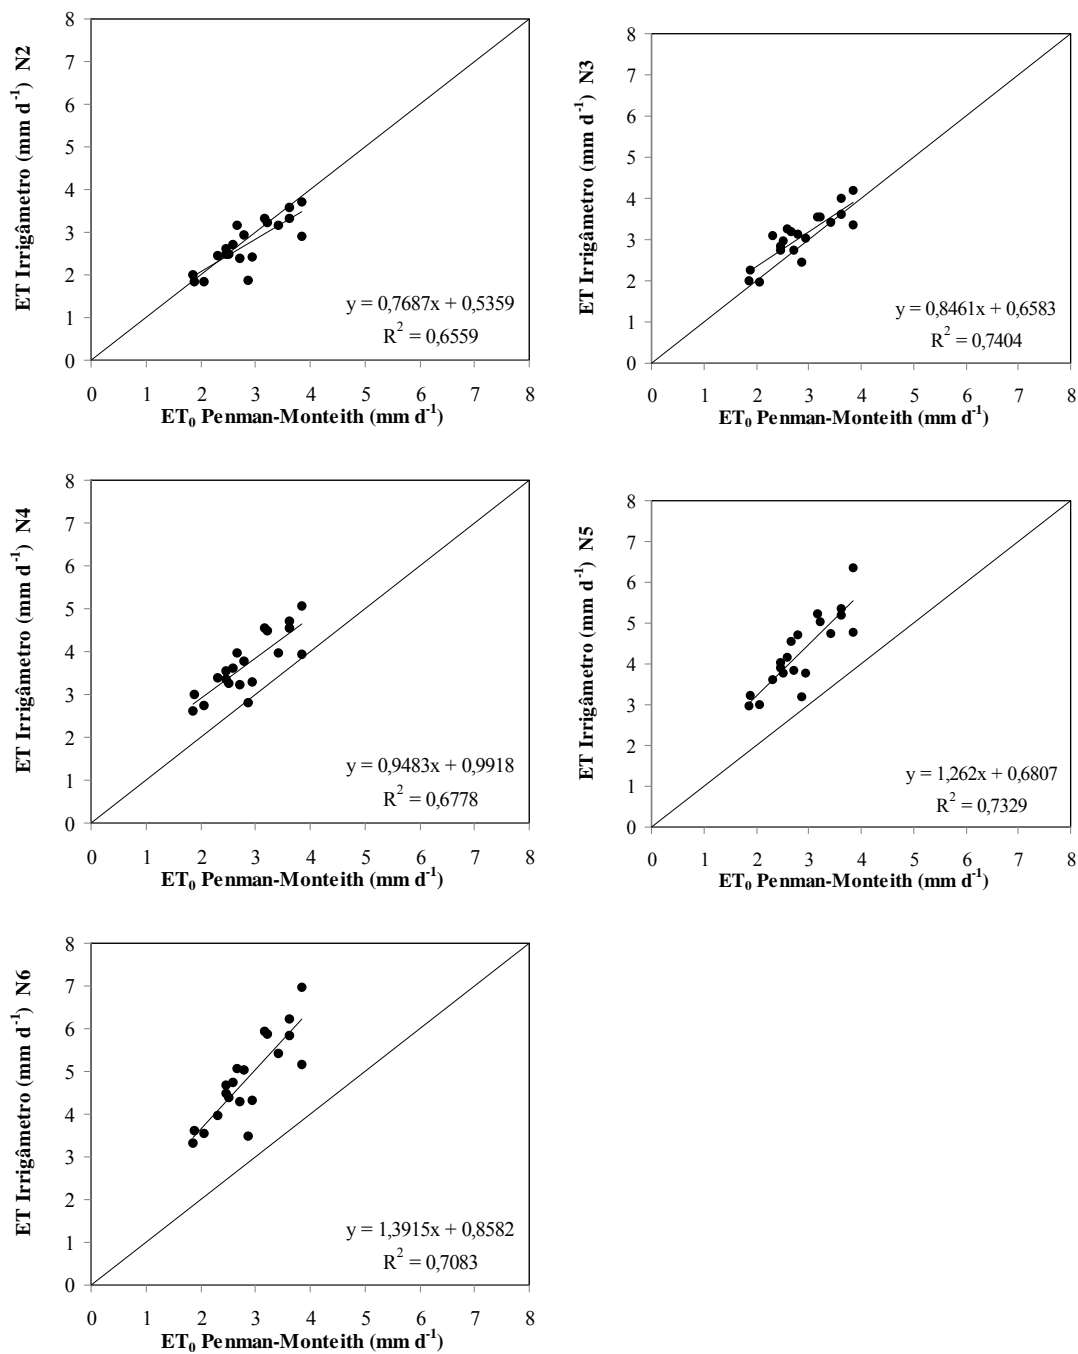 ET Irrigâmetro (mm d⁻¹) N2
8
7
6
5
4
3
2
1
0
y = 0,7687x + 0,5359
R² = 0,6559
0 1 2 3 4 5 6 7 8
ET₀ Penman-Monteith (mm d⁻¹)
ET Irrigâmetro (mm d⁻¹) N3
8
7
6
5
4
3
2
1
0
y = 0,8461x + 0,6583
R² = 0,7404
0 1 2 3 4 5 6 7 8
ET₀ Penman-Monteith (mm d⁻¹)
ET Irrigâmetro (mm d⁻¹) N4
8
7
6
5
4
3
2
1
0
y = 0,9483x + 0,9918
R² = 0,6778
0 1 2 3 4 5 6 7 8
ET₀ Penman-Monteith (mm d⁻¹)
ET Irrigâmetro (mm d⁻¹) N5
8
7
6
5
4
3
2
1
0
y = 1,262x + 0,6807
R² = 0,7329
0 1 2 3 4 5 6 7 8
ET₀ Penman-Monteith (mm d⁻¹)
ET Irrigâmetro (mm d⁻¹) N6
8
7
6
5
4
3
2
1
0
y = 1,3915x + 0,8582
R² = 0,7083
0 1 2 3 4 5 6 7 8
ET₀ Penman-Monteith (mm d⁻¹)